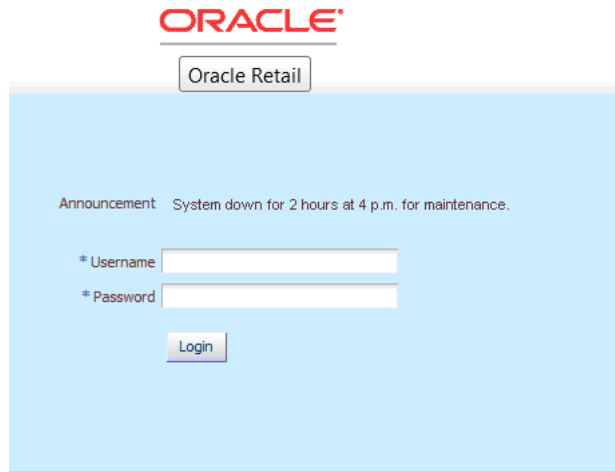 ORACLE
Oracle Retail
Announcement System down for 2 hours at 4 p.m. for maintenance.
* Username
* Password
Login